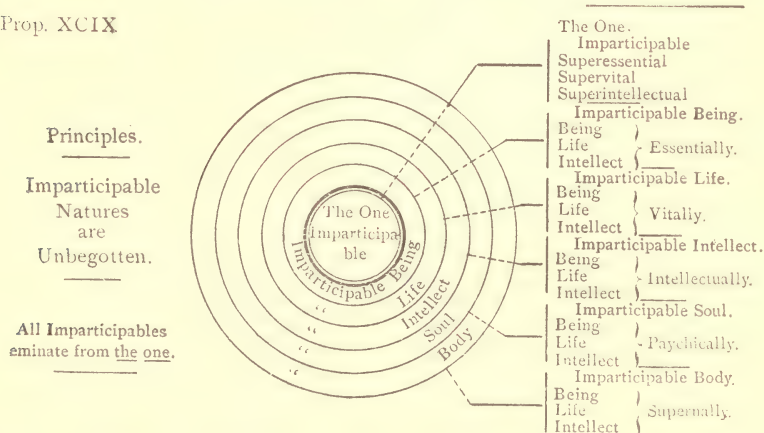 Prop. XCIX
Principles.
Imparticipable
Natures
are
Unbegotten.
All Imparticipables
eminate from the one.
The One
Imparticipa
ble
Imparticipable Being
" Life
" Intellect
" Soul
" Body
The One.
Imparticipable
Superessential
Supervital
Superintellectual
Imparticipable Being.
Being
Life Essentially.
Intellect
Imparticipable Life.
Being
Life Vitally.
Intellect
Imparticipable Intellect.
Being
Life Intellectually.
Intellect
Imparticipable Soul.
Being
Life Psychically.
Intellect
Imparticipable Body.
Being
Life Supernally.
Intellect